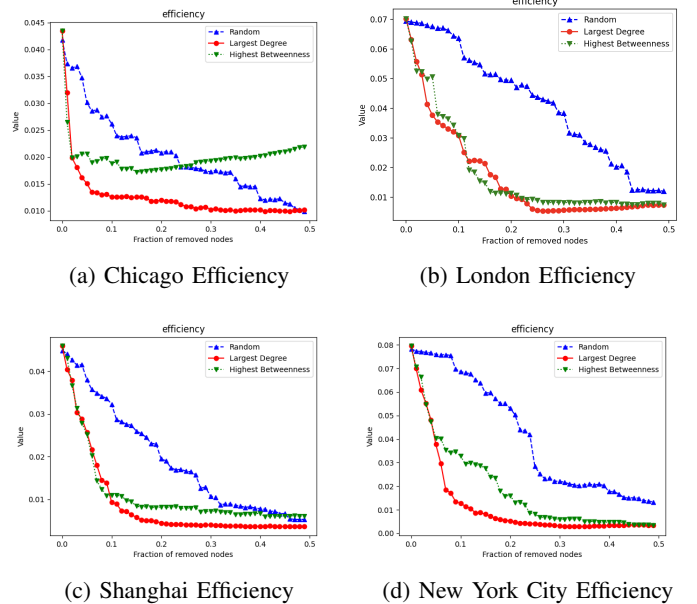 efficiency
Random
Largest Degree
Highest Betweenness
Value
0.045
0.040
0.035
0.030
0.025
0.020
0.015
0.010
0.0 0.1 0.2 0.3 0.4 0.5
Fraction of removed nodes
(a) Chicago Efficiency
efficiency
Random
Largest Degree
Highest Betweenness
Value
0.07
0.06
0.05
0.04
0.03
0.02
0.01
0.0 0.1 0.2 0.3 0.4 0.5
Fraction of removed nodes
(b) London Efficiency
efficiency
Random
Largest Degree
Highest Betweenness
Value
0.04
0.03
0.02
0.01
0.0 0.1 0.2 0.3 0.4 0.5
Fraction of removed nodes
(c) Shanghai Efficiency
efficiency
Random
Largest Degree
Highest Betweenness
Value
0.08
0.07
0.06
0.05
0.04
0.03
0.02
0.01
0.00
0.0 0.1 0.2 0.3 0.4 0.5
Fraction of removed nodes
(d) New York City Efficiency